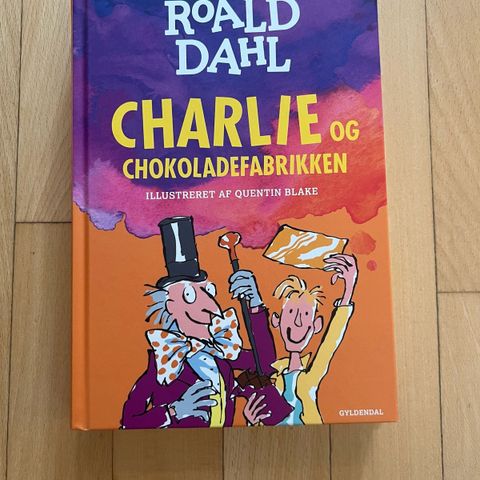 ROALD
DAHL
CHARLIE OG
CHOKOLADEFABRIKKEN
ILLUSTRERET AF QUENTIN BLAKE
GYLDENDAL